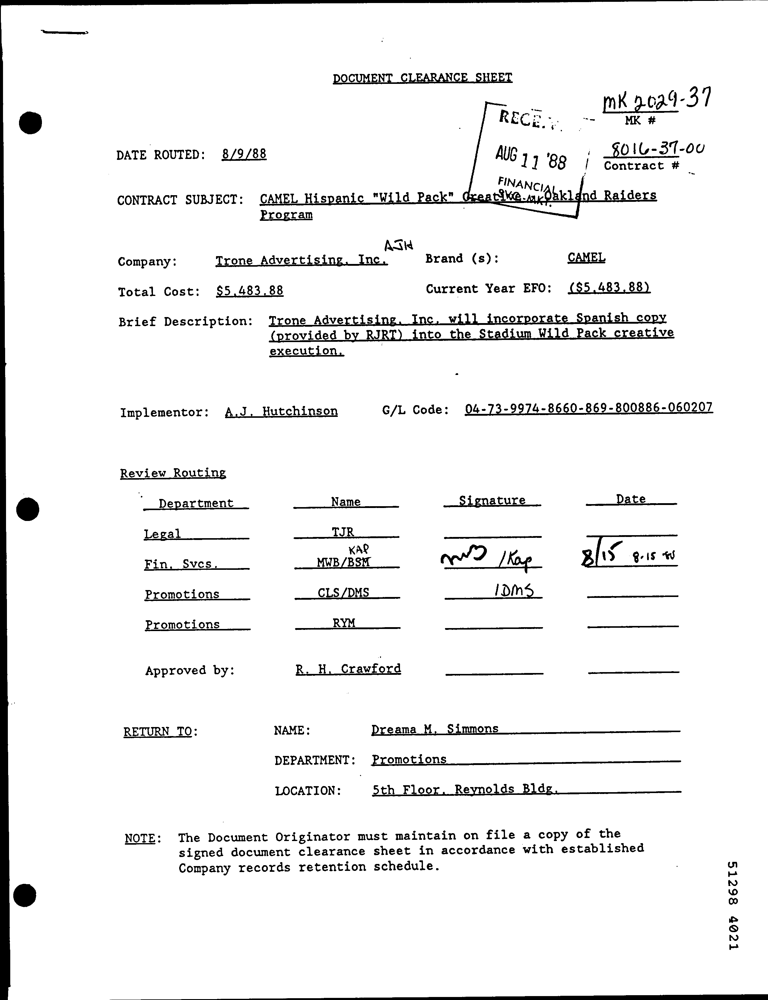 DOCUMENT CLEARANCE SHEET
MK 2029-37
MK #
AUG 11 '88
FINANCIAL
8016-37-00
Contract #
DATE ROUTED: 8/9/88
CONTRACT SUBJECT: CAMEL Hispanic "Wild Pack" Creative - Oakland Raiders
Program
AJH
Company: Trone Advertising, Inc. Brand (s): CAMEL
Total Cost: $5,483.88 Current Year EFO: ($5,483.88)
Brief Description: Trone Advertising, Inc. will incorporate Spanish copy
(provided by RJRT) into the Stadium Wild Pack creative
execution.
Implementor: A.J. Hutchinson G/L Code: 04-73-9974-8660-869-800886-060207
Review Routing
Department Name Signature Date
Legal TJR
KAP
Fin. Svcs. MWB/BSM /Kap 8/15 8-15
Promotions CLS/DMS /DMS
Promotions RYM
Approved by: R. H. Crawford
RETURN TO: NAME: Dreama M. Simmons
DEPARTMENT: Promotions
LOCATION: 5th Floor, Reynolds Bldg.
NOTE: The Document Originator must maintain on file a copy of the
signed document clearance sheet in accordance with established
Company records retention schedule.
51298 4021